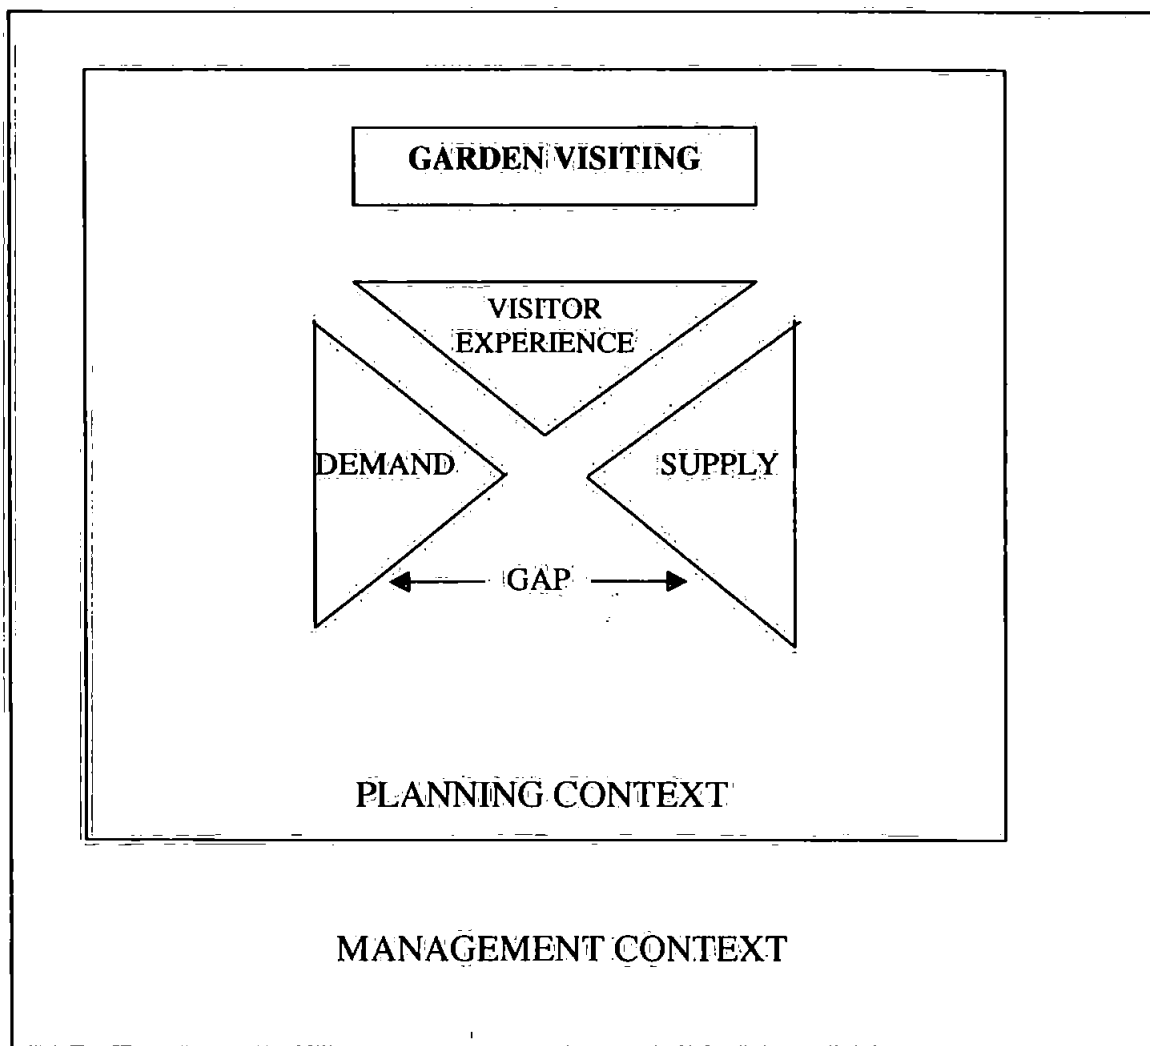 GARDEN VISITING
VISITOR
EXPERIENCE
DEMAND
SUPPLY
GAP
PLANNING CONTEXT
MANAGEMENT CONTEXT